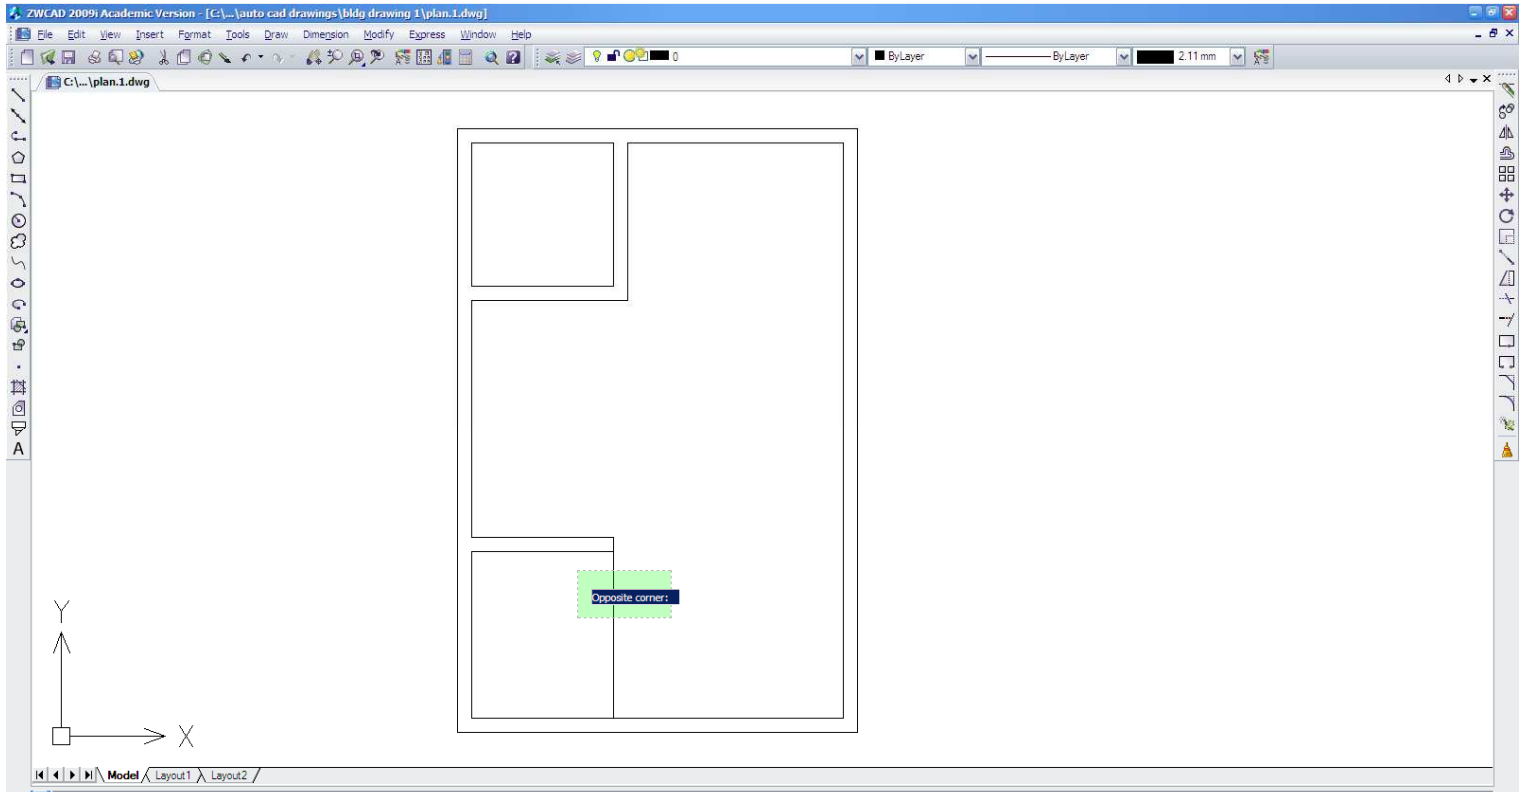 ZWCAD 2009i Academic Version - [C:\...\auto cad drawings\bldg drawing 1\plan.1.dwg]
File Edit View Insert Format Tools Draw Dimension Modify Express Window Help
0 ByLayer ByLayer 2.11 mm
C:\...\plan.1.dwg
A
Opposite corner:
Y
X
Model Layout1 Layout2